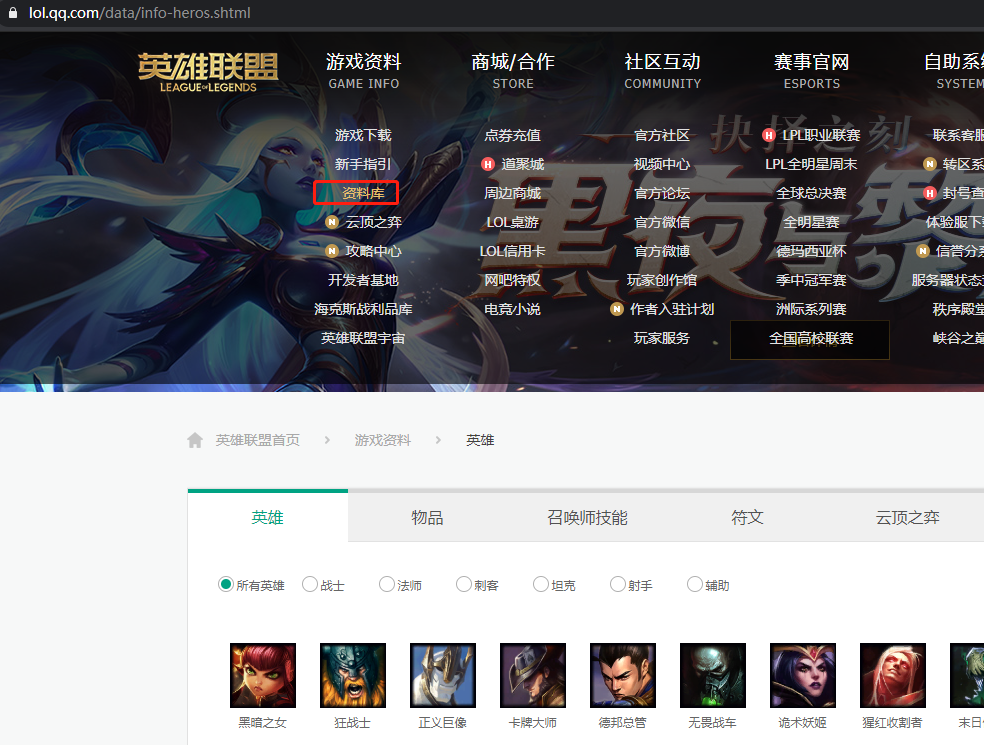 lol.qq.com/data/info-heros.shtml
英雄联盟
LEAGUE OF LEGENDS
游戏资料 商城/合作 社区互动 赛事官网 自助系
GAME INFO STORE COMMUNITY ESPORTS SYSTEM
抉择之刻
黑夜
游戏下载 点券充值 官方社区 H LPL职业联赛 联系客服
新手指引 H 道聚城 视频中心 LPL全明星周末 N 转区系
资料库 周边商城 官方论坛 全球总决赛 H 封号查
N 云顶之弈 LOL桌游 官方微信 全明星赛 体验服下
N 攻略中心 LOL信用卡 官方微博 德玛西亚杯 N 信誉分系
开发者基地 网吧特权 玩家创作馆 季中冠军赛 服务器状态
海克斯战利品库 电竞小说 N 作者入驻计划 洲际系列赛 秩序殿堂
英雄联盟宇宙 玩家服务 全国高校联赛 峡谷之巅
英雄联盟首页 > 游戏资料 > 英雄
英雄 物品 召唤师技能 符文 云顶之弈
所有英雄 战士 法师 刺客 坦克 射手 辅助
黑暗之女 狂战士 正义巨像 卡牌大师 德邦总管 无畏战车 诡术妖姬 猩红收割者 末日